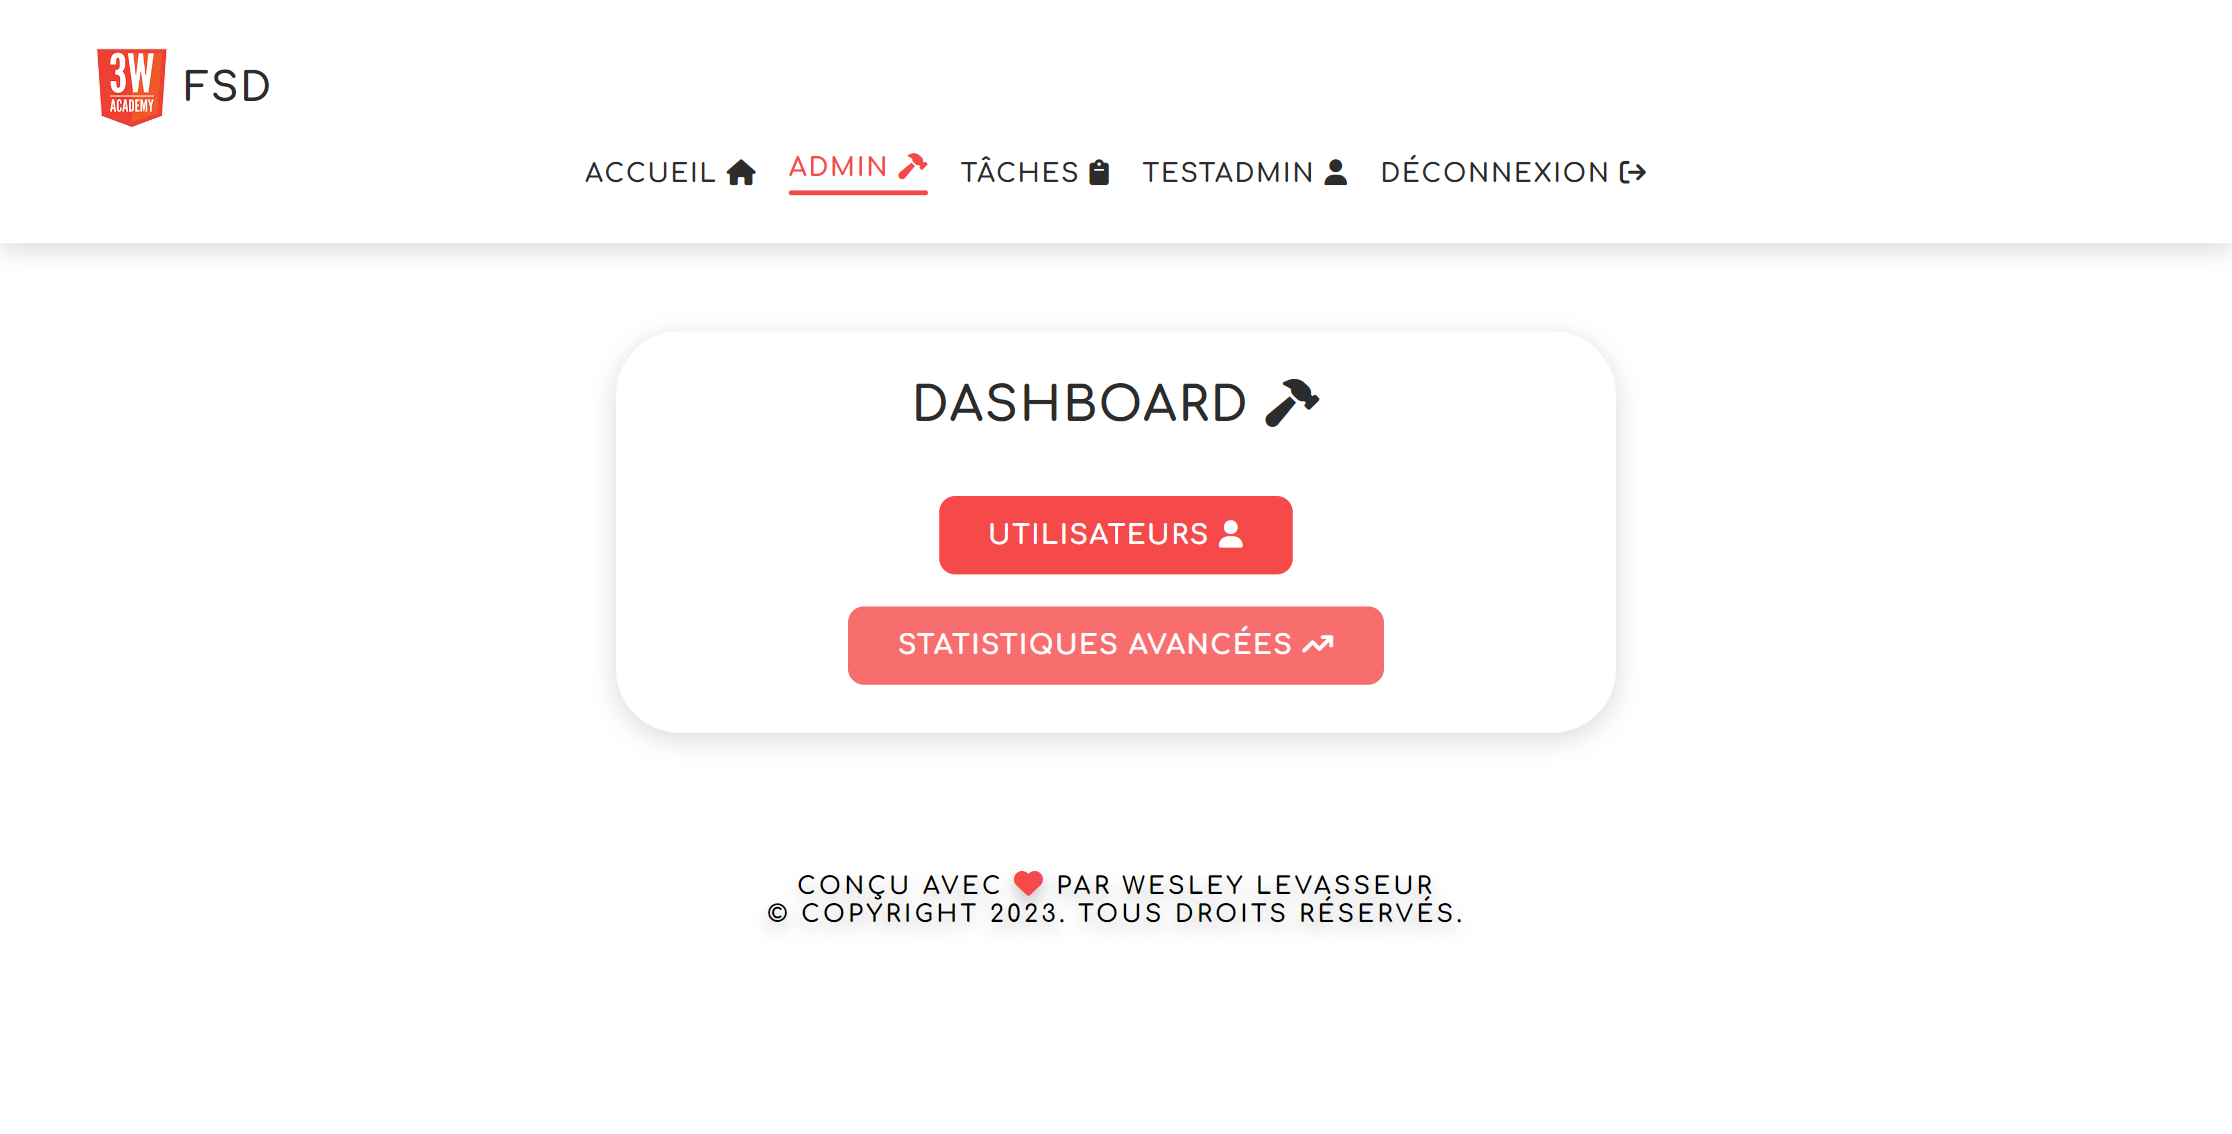 3W
ACADEMY
FSD
ACCUEIL ADMIN TÂCHES TESTADMIN DÉCONNEXION
DASHBOARD
UTILISATEURS
STATISTIQUES AVANCÉES
CONÇU AVEC PAR WESLEY LEVASSEUR
© COPYRIGHT 2023. TOUS DROITS RÉSERVÉS.